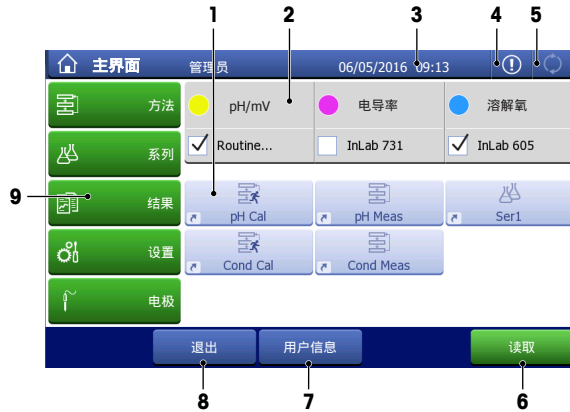 1 2 3 4 5
主界面 管理员 06/05/2016 09:13
方法 pH/mV 电导率 溶解氧
系列 Routine... InLab 731 InLab 605
9 结果 pH Cal pH Meas Ser1
设置 Cond Cal Cond Meas
电极
退出 用户信息 读取
8 7 6